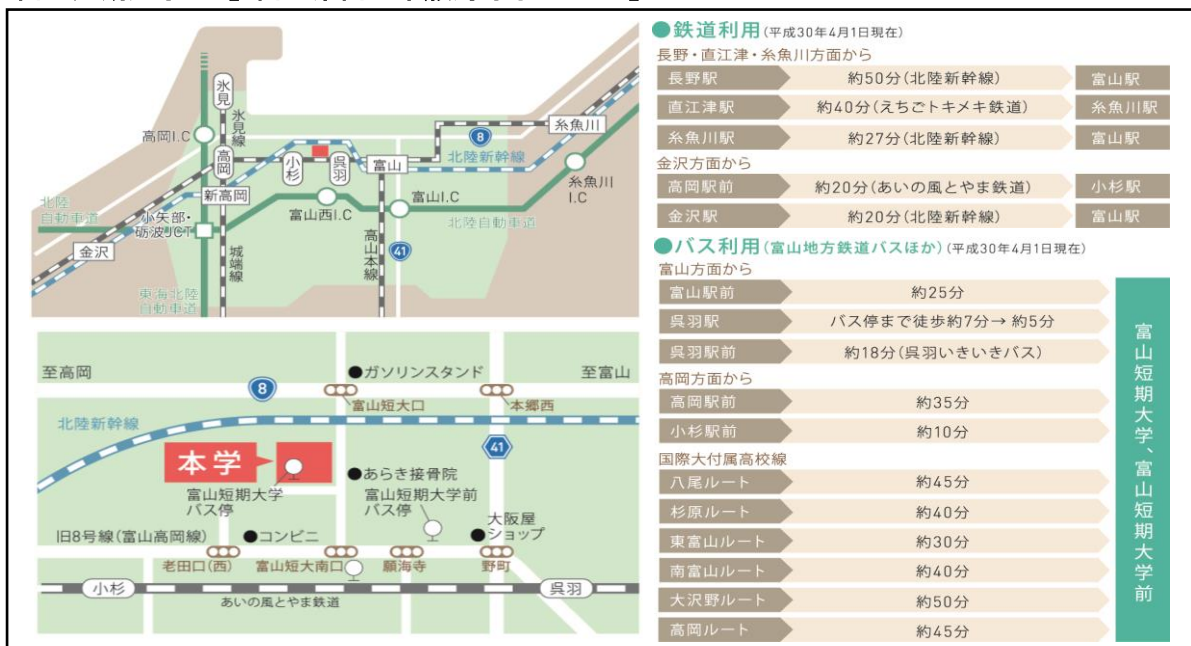 氷見
氷見線
高岡I.C
8
糸魚川
高岡
小杉
呉羽
富山
北陸新幹線
新高岡
糸魚川
I.C
北陸
自動車道
小矢部・
砺波JCT
富山西I.C
富山I.C
北陸自動車道
金沢
城端線
高山本線
41
東海北陸
自動車道
至高岡
●ガソリンスタンド
至富山
8
富山短大口
本郷西
北陸新幹線
41
本学
●あらき接骨院
富山短期大学
バス停
富山短期大学前
バス停
大阪屋
●ショップ
旧8号線(富山高岡線)
●コンビニ
老田口(西)
富山短大南口
願海寺
野町
小杉
呉羽
あいの風とやま鉄道
●鉄道利用(平成30年4月1日現在)
長野・直江津・糸魚川方面から
長野駅 約50分(北陸新幹線) 富山駅
直江津駅 約40分(えちごトキメキ鉄道) 糸魚川駅
糸魚川駅 約27分(北陸新幹線) 富山駅
金沢方面から
高岡駅前 約20分(あいの風とやま鉄道) 小杉駅
金沢駅 約20分(北陸新幹線) 富山駅
●バス利用(富山地方鉄道バスほか)(平成30年4月1日現在)
富山方面から
富山駅前 約25分
呉羽駅 バス停まで徒歩約7分→約5分
呉羽駅前 約18分(呉羽いきいきバス)
高岡方面から
高岡駅前 約35分
小杉駅前 約10分
国際大付属高校線
八尾ルート 約45分
杉原ルート 約40分
東富山ルート 約30分
南富山ルート 約40分
大沢野ルート 約50分
高岡ルート 約45分
富山短期大学、富山短期大学前